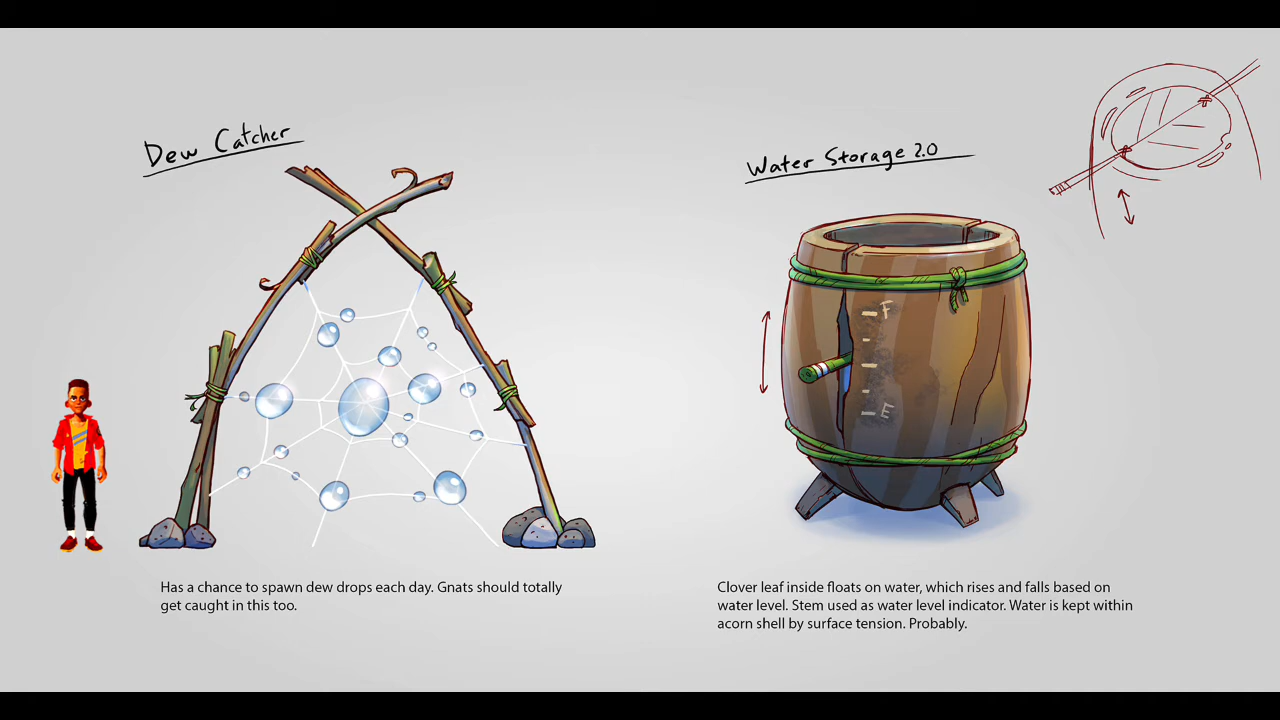 Dew Catcher
Water Storage 2.0
F
E
Has a chance to spawn dew drops each day. Gnats should totally
get caught in this too.
Clover leaf inside floats on water, which rises and falls based on
water level. Stem used as water level indicator. Water is kept within
acorn shell by surface tension. Probably.